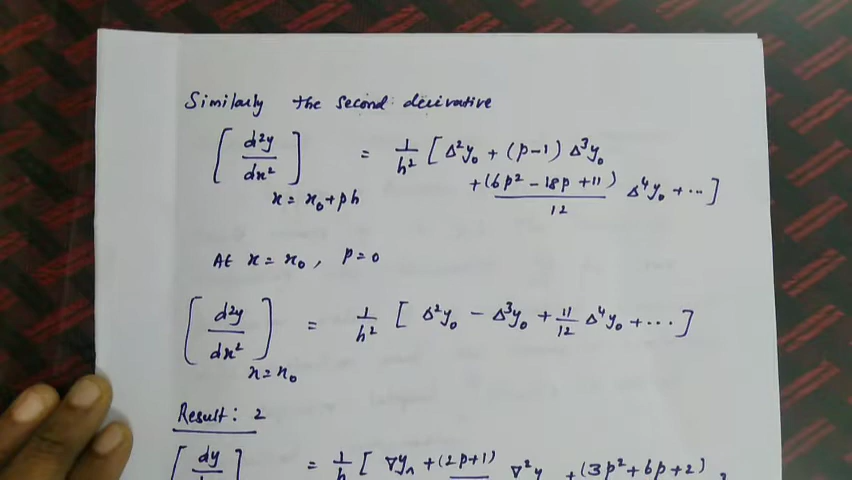 Similarly the second derivative
[d²y/dx²] x = x₀+ph = 1/h² [Δ²y₀ + (p-1) Δ³y₀
+ (6p² - 18p + 11)/12 Δ⁴y₀ + ...]
At x = x₀, p=0
[d²y/dx²] x=x₀ = 1/h² [Δ²y₀ - Δ³y₀ + 11/12 Δ⁴y₀ + ...]
Result: 2
[dy = 1/h [∇yₙ + (2p+1) ∇²y + (3p²+6p+2)